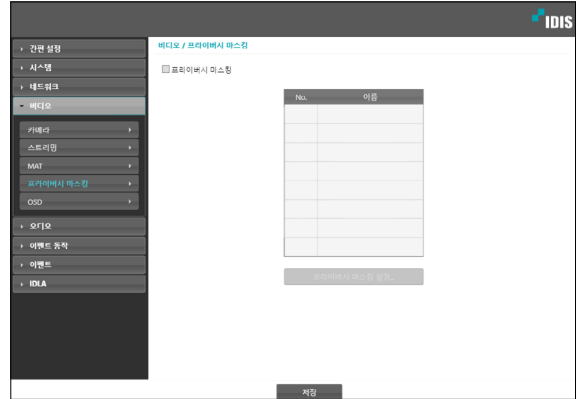 IDIS
간편 설정
시스템
네트워크
비디오
카메라
스트리밍
MAT
프라이버시 마스킹
OSD
오디오
이벤트 동작
이벤트
IDLA
비디오 / 프라이버시 마스킹
프라이버시 마스킹
No. 이름
프라이버시 마스킹 설정...
저장